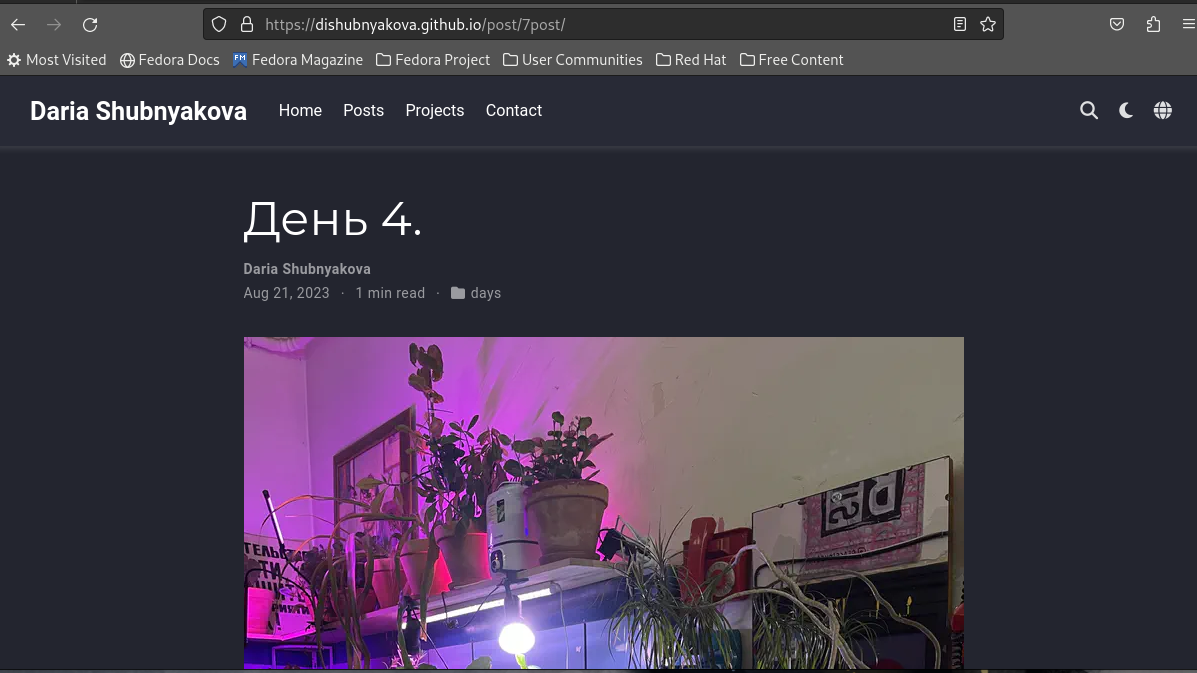 https://dishubnyakova.github.io/post/7post/
Most Visited Fedora Docs FM Fedora Magazine Fedora Project User Communities Red Hat Free Content
Daria Shubnyakova Home Posts Projects Contact
День 4.
Daria Shubnyakova
Aug 21, 2023 · 1 min read · days